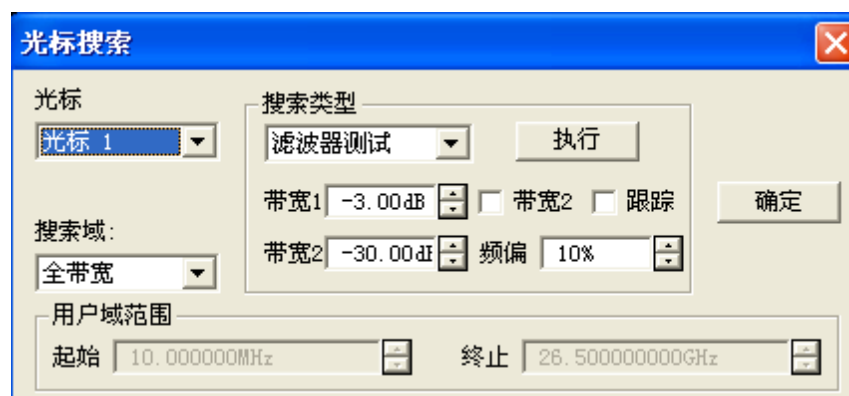 光标搜索
光标
搜索类型
光标 1
滤波器测试
执行
带宽1 -3.00dB 带宽2 跟踪
确定
搜索域:
带宽2 -30.00d 频偏 10%
全带宽
用户域范围
起始 10.000000MHz 终止 26.500000000GHz